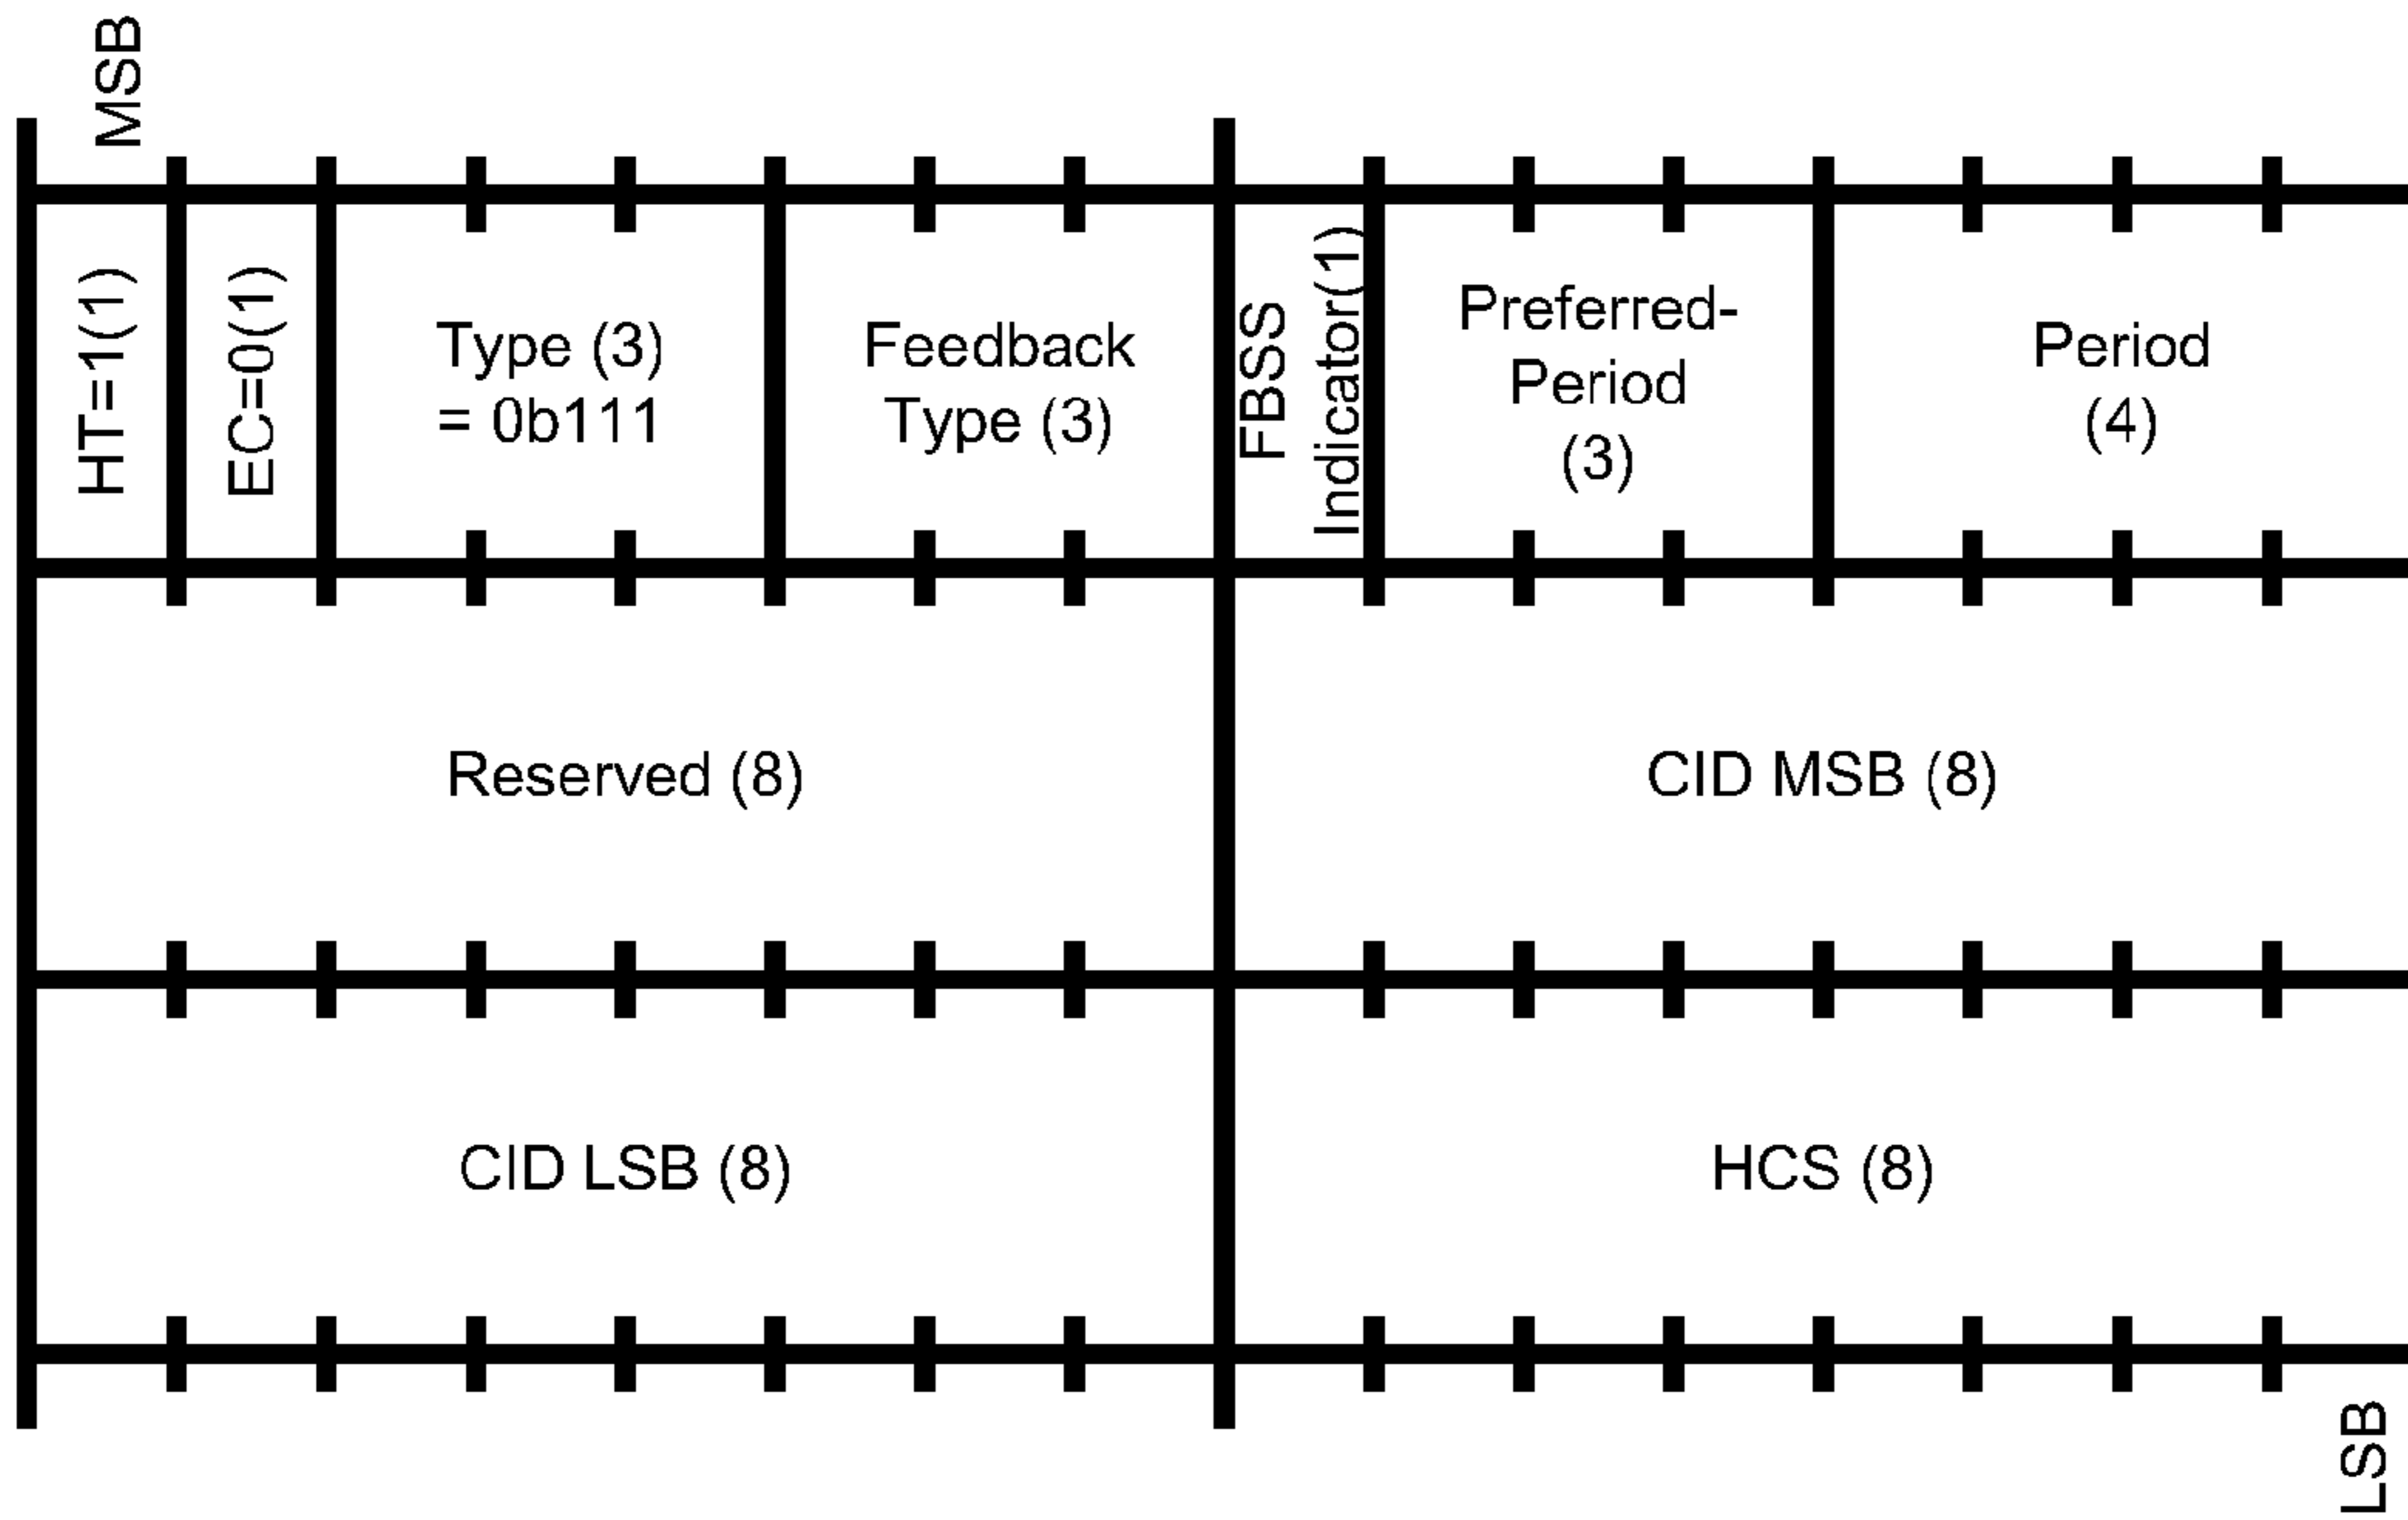 MSB
HT=1(1)
EC=0(1)
Type (3)
= 0b111
Feedback
Type (3)
FBSS
Indicator(1)
Preferred-
Period
(3)
Period
(4)
Reserved (8)
CID MSB (8)
CID LSB (8)
HCS (8)
LSB